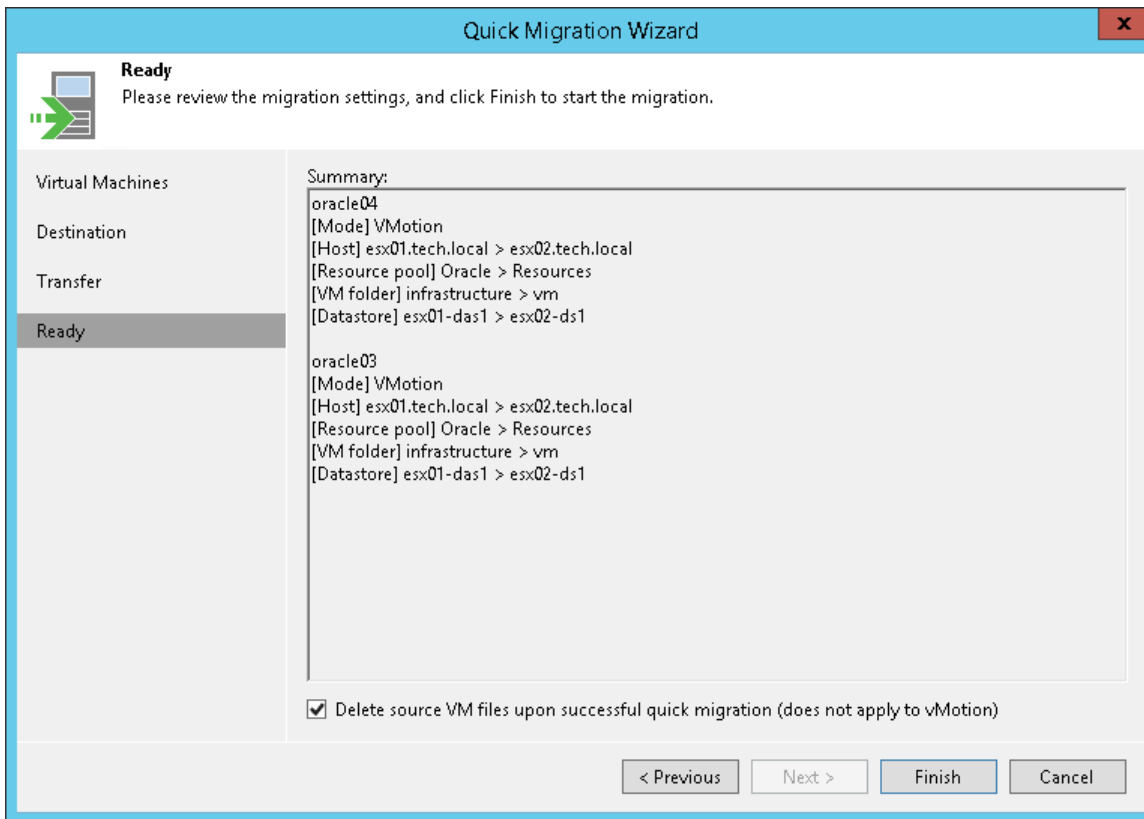 Quick Migration Wizard
x
Ready
Please review the migration settings, and click Finish to start the migration.
Virtual Machines
Destination
Transfer
Ready
Summary:
oracle04
[Mode] VMotion
[Host] esx01.tech.local > esx02.tech.local
[Resource pool] Oracle > Resources
[VM folder] infrastructure > vm
[Datastore] esx01-das1 > esx02-ds1
oracle03
[Mode] VMotion
[Host] esx01.tech.local > esx02.tech.local
[Resource pool] Oracle > Resources
[VM folder] infrastructure > vm
[Datastore] esx01-das1 > esx02-ds1
Delete source VM files upon successful quick migration (does not apply to vMotion)
< Previous
Next >
Finish
Cancel